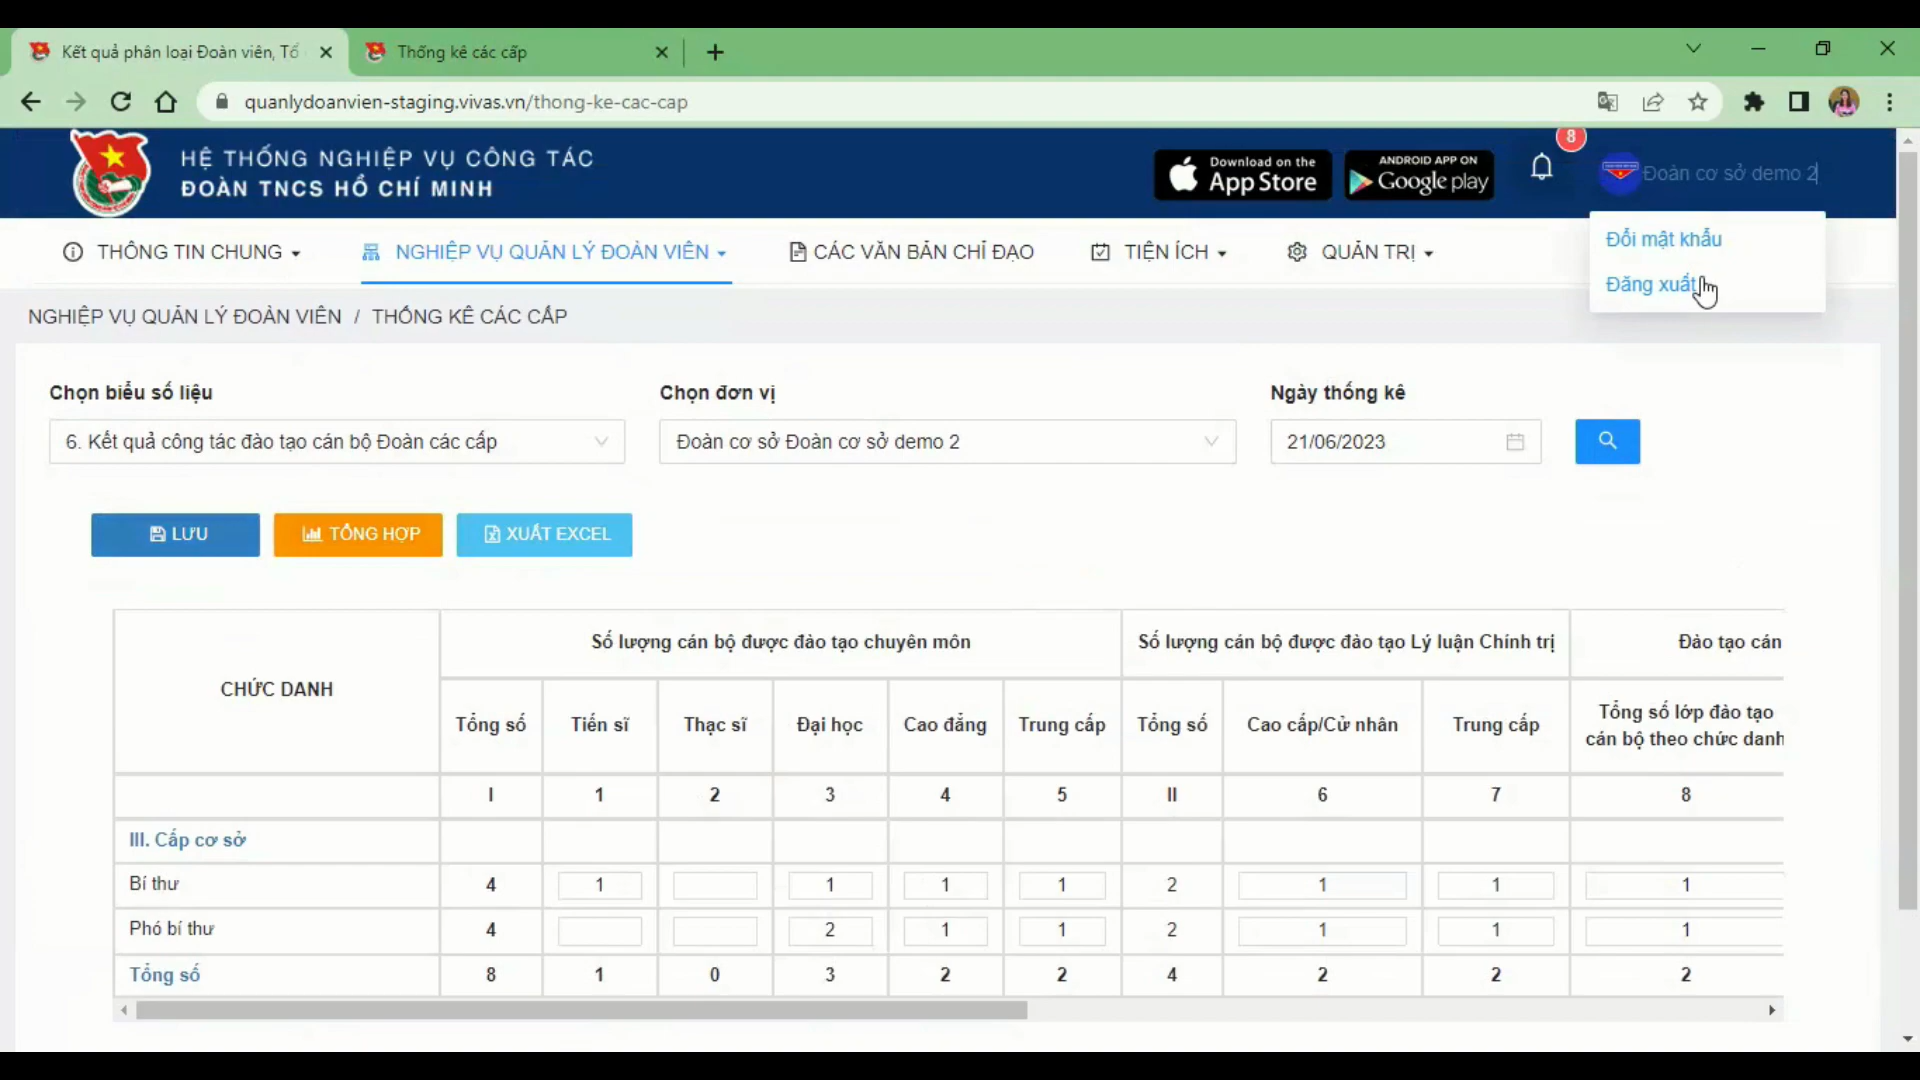 Kết quả phân loại Đoàn viên, Tổ
Thống kê các cấp
quanlydoanvien-staging.vivas.vn/thong-ke-cac-cap
HỆ THỐNG NGHIỆP VỤ CÔNG TÁC
ĐOÀN TNCS HỒ CHÍ MINH
Download on the
App Store
ANDROID APP ON
Google play
8
Đoàn cơ sở demo 2
THÔNG TIN CHUNG
NGHIỆP VỤ QUẢN LÝ ĐOÀN VIÊN
CÁC VĂN BẢN CHỈ ĐẠO
TIỆN ÍCH
QUẢN TRỊ
Đổi mật khẩu
Đăng xuất
NGHIỆP VỤ QUẢN LÝ ĐOÀN VIÊN / THỐNG KÊ CÁC CẤP
Chọn biểu số liệu
Chọn đơn vị
Ngày thống kê
6. Kết quả công tác đào tạo cán bộ Đoàn các cấp
Đoàn cơ sở Đoàn cơ sở demo 2
21/06/2023
LƯU
TỔNG HỢP
XUẤT EXCEL
CHỨC DANH
Số lượng cán bộ được đào tạo chuyên môn
Số lượng cán bộ được đào tạo Lý luận Chính trị
Đào tạo cán
Tổng số
Tiến sĩ
Thạc sĩ
Đại học
Cao đẳng
Trung cấp
Tổng số
Cao cấp/Cử nhân
Trung cấp
Tổng số lớp đào tạo
cán bộ theo chức danh
I 1 2 3 4 5 II 6 7 8
III. Cấp cơ sở
Bí thư 4 1 1 1 1 2 1 1 1
Phó bí thư 4 2 1 1 2 1 1 1
Tổng số 8 1 0 3 2 2 4 2 2 2